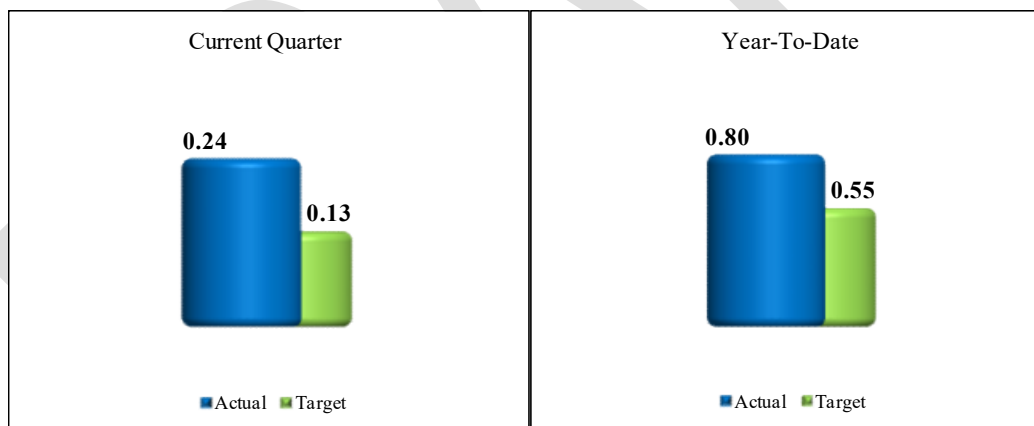 Current Quarter
0.24
0.13
Actual Target
Year-To-Date
0.80
0.55
Actual Target